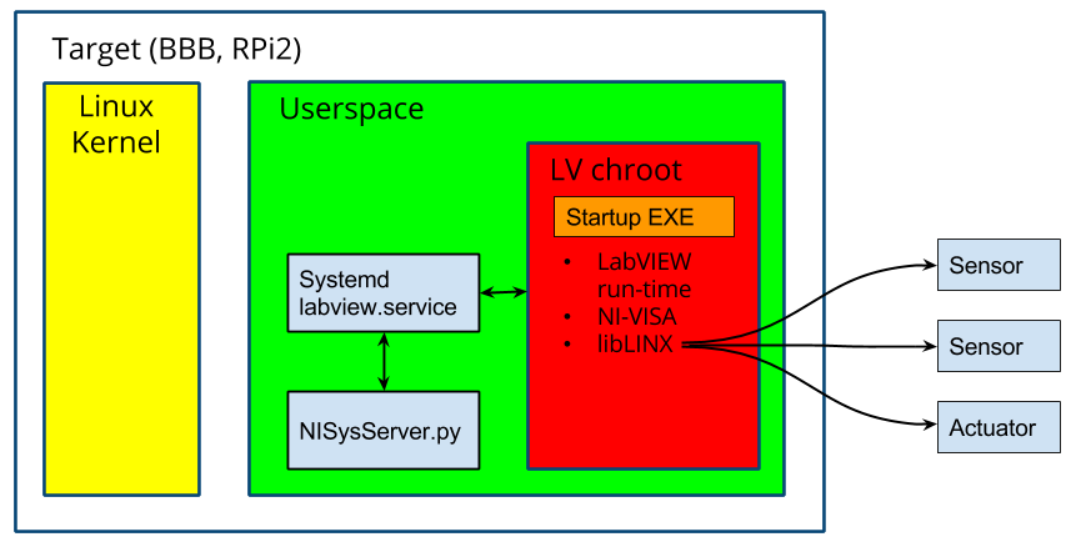 Target (BBB, RPi2)
Linux
Kernel
Userspace
LV chroot
Startup EXE
• LabVIEW
run-time
• NI-VISA
• libLINX
Systemd
labview.service
NISysServer.py
Sensor
Sensor
Actuator